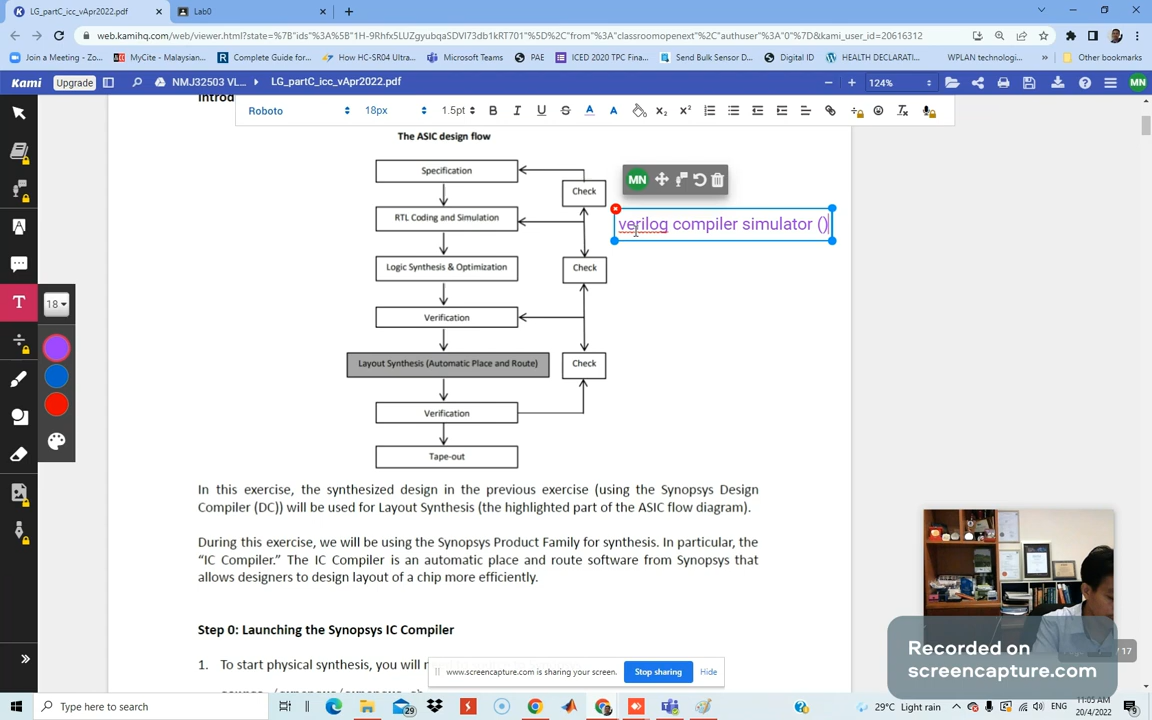 LG_partC_icc_vApr2022.pdf
Lab0
web.kamihq.com/web/viewer.html?state=%7B"ids"%3A%5B"1H-9Rhfx5LUZgyubqaSDVI73db1kRT701"%5D%2C"from"%3A"classroomopenext"%2C"authuser"%3A"0"%7D&kami_user_id=20616312
Join a Meeting - Zo...
MyCite - Malaysian...
Complete Guide for...
How HC-SR04 Ultra...
Microsoft Teams
PAE
ICED 2020 TPC Fina...
Send Bulk Sensor D...
Digital ID
HEALTH DECLARATI...
WPLAN technologi...
Other bookmarks
Kami
Upgrade
NMJ32503 VL...
LG_partC_icc_vApr2022.pdf
124%
MN
Introd
Roboto
18px
1.5pt
The ASIC design flow
Specification
Check
MN
RTL Coding and Simulation
verilog compiler simulator ()
Logic Synthesis & Optimization
Check
Verification
Layout Synthesis (Automatic Place and Route)
Check
Verification
Tape-out
18
In this exercise, the synthesized design in the previous exercise (using the Synopsys Design
Compiler (DC)) will be used for Layout Synthesis (the highlighted part of the ASIC flow diagram).
During this exercise, we will be using the Synopsys Product Family for synthesis. In particular, the
"IC Compiler." The IC Compiler is an automatic place and route software from Synopsys that
allows designers to design layout of a chip more efficiently.
Step 0: Launching the Synopsys IC Compiler
1. To start physical synthesis, you will n
www.screencapture.com is sharing your screen.
Stop sharing
Hide
Recorded on
screencapture.com
/ 17
Type here to search
29°C Light rain
ENG
11:05 AM
20/4/2022